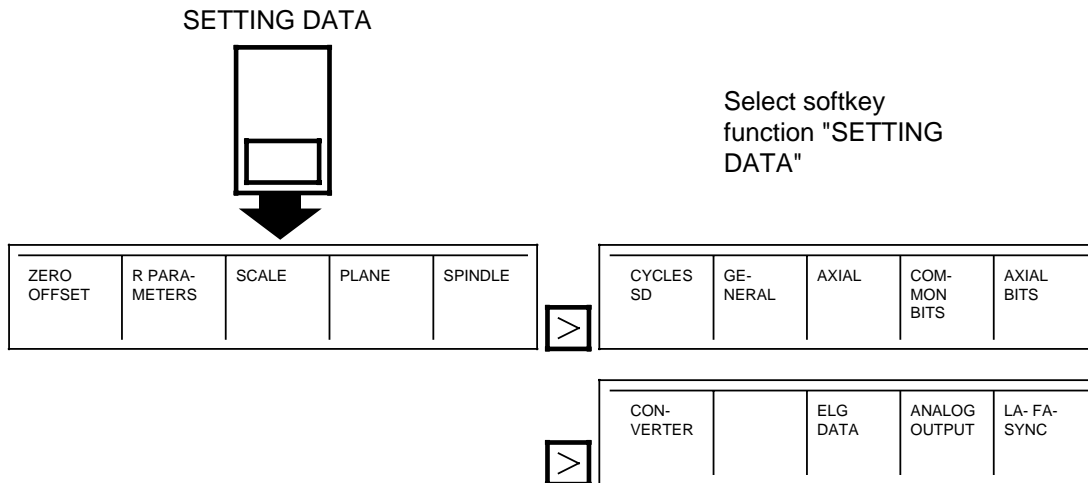 SETTING DATA
Select softkey
function "SETTING
DATA"
ZERO
OFFSET
R PARA-
METERS
SCALE
PLANE
SPINDLE
>
CYCLES
SD
GE-
NERAL
AXIAL
COM-
MON
BITS
AXIAL
BITS
>
CON-
VERTER
ELG
DATA
ANALOG
OUTPUT
LA- FA-
SYNC